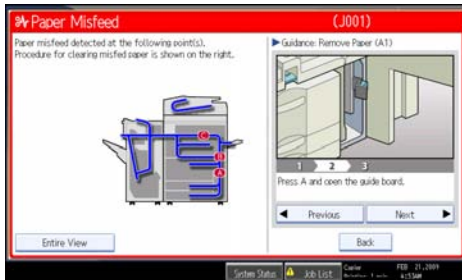 Paper Misfeed
(J001)
Paper misfeed detected at the following point(s).
Procedure for clearing misfed paper is shown on the right.
C
B
A
Entire View
Guidance: Remove Paper (A1)
1 2 3
Press A and open the guide board.
Previous
Next
Back
System Status
Job List
Copier
FEB 21,2009